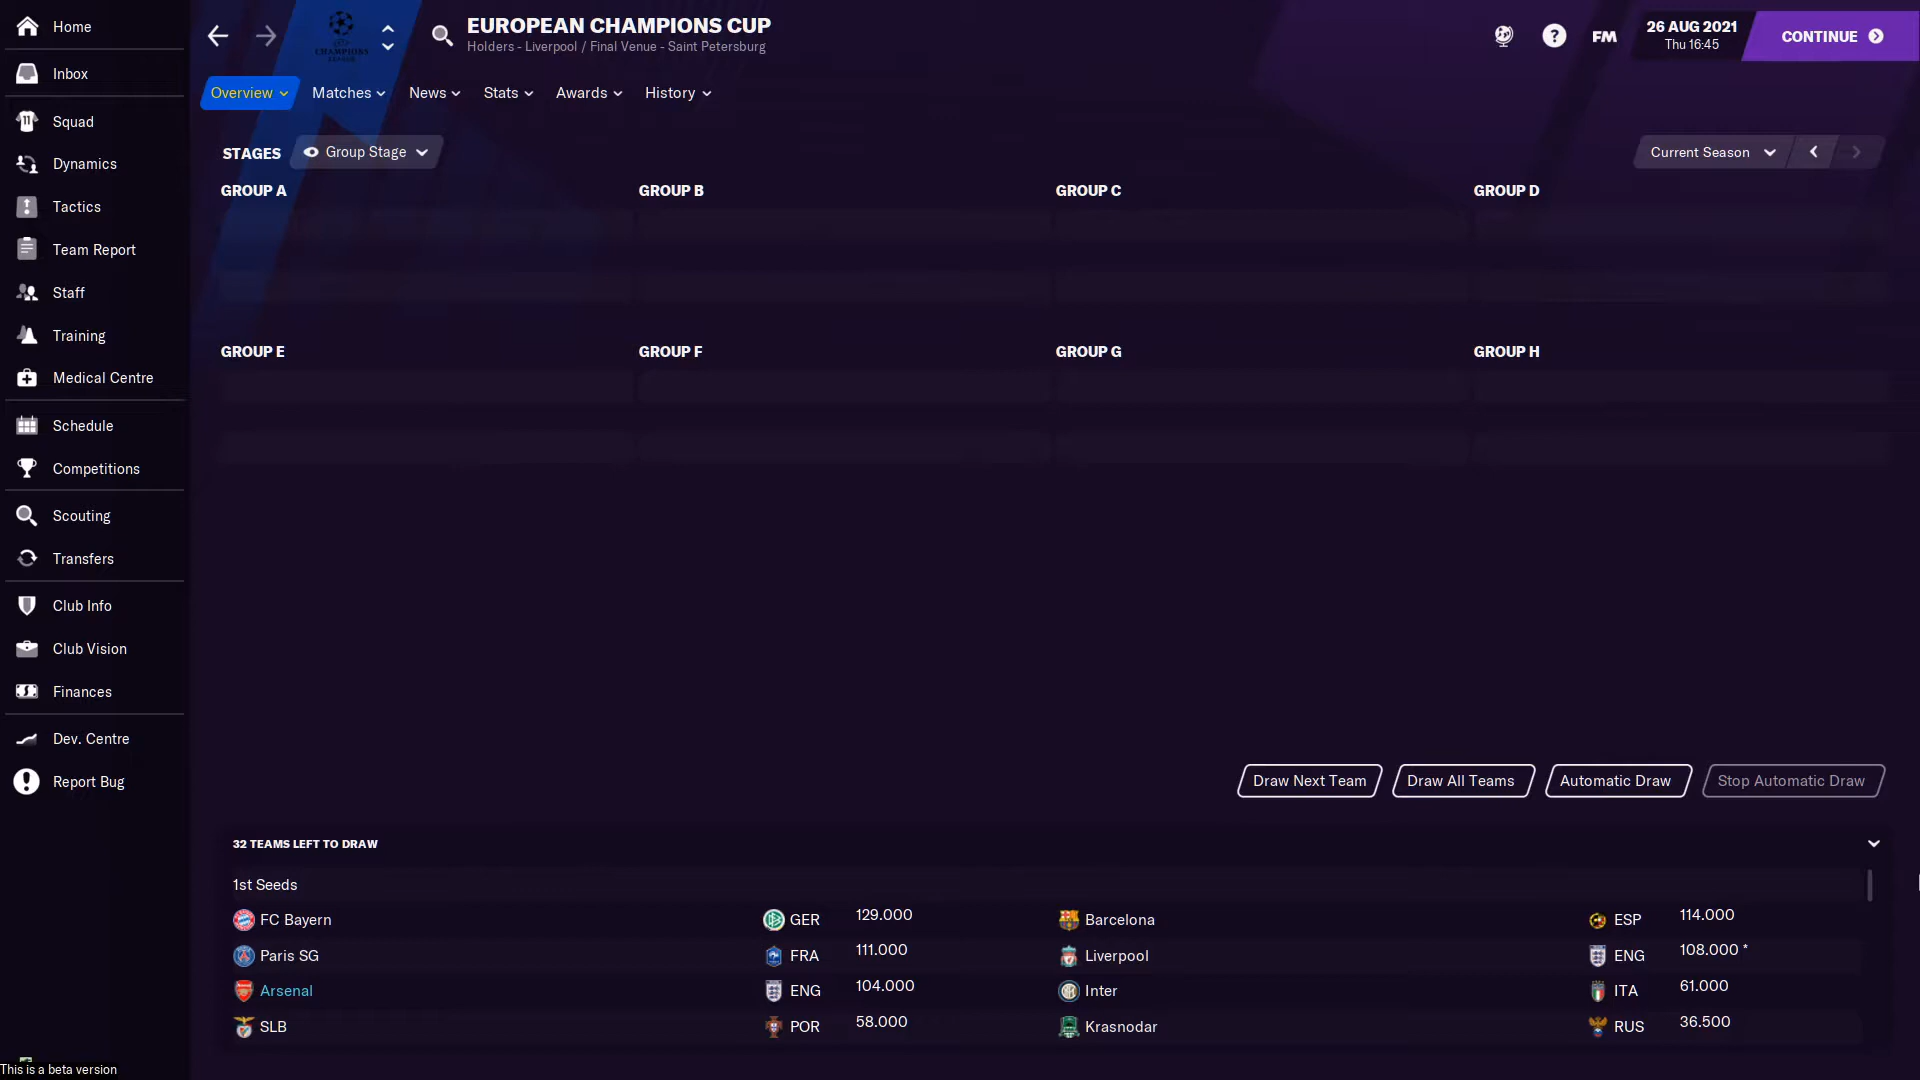 Home
Inbox
Squad
Dynamics
Tactics
Team Report
Staff
Training
Medical Centre
Schedule
Competitions
Scouting
Transfers
Club Info
Club Vision
Finances
Dev. Centre
Report Bug
This is a beta version
CHAMPIONS
LEAGUE
EUROPEAN CHAMPIONS CUP
Holders - Liverpool / Final Venue - Saint Petersburg
FM
26 AUG 2021
Thu 16:45
CONTINUE
Overview Matches News Stats Awards History
STAGES Group Stage
Current Season
GROUP A GROUP B GROUP C GROUP D
GROUP E GROUP F GROUP G GROUP H
Draw Next Team Draw All Teams Automatic Draw Stop Automatic Draw
32 TEAMS LEFT TO DRAW
1st Seeds
FC Bayern GER 129.000 Barcelona ESP 114.000
Paris SG FRA 111.000 Liverpool ENG 108.000 *
Arsenal ENG 104.000 Inter ITA 61.000
SLB POR 58.000 Krasnodar RUS 36.500